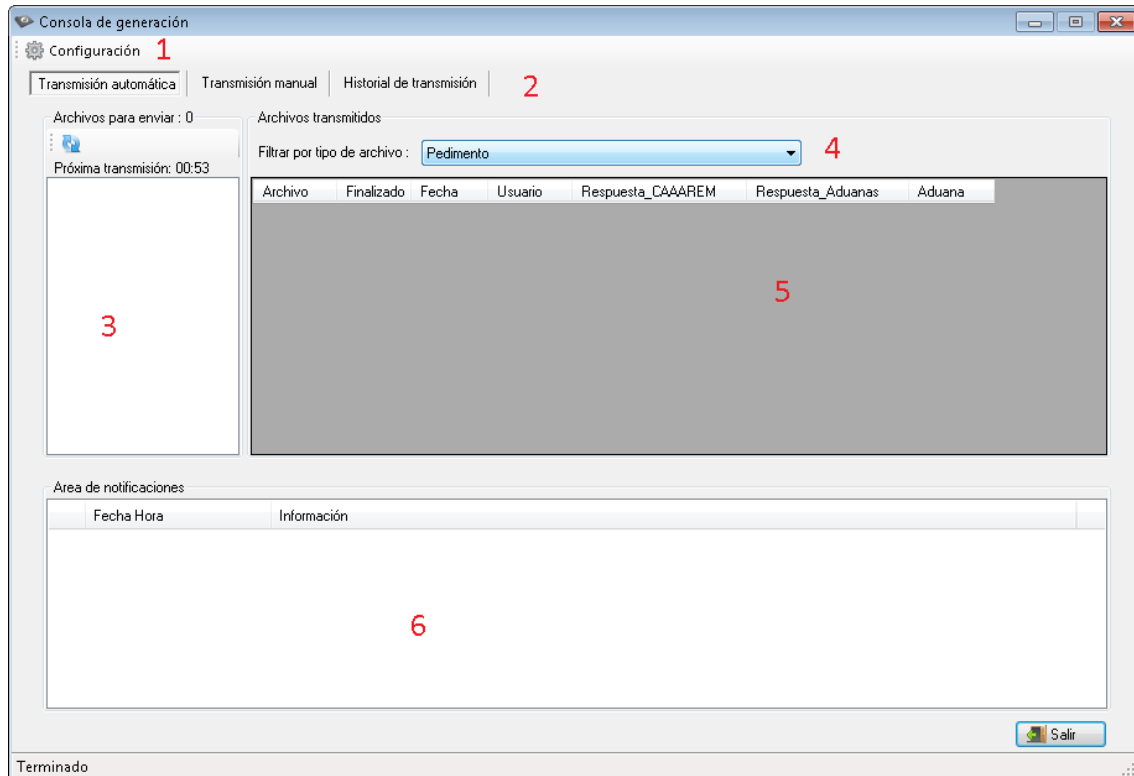 Consola de generación
Configuración 1
Transmisión automática Transmisión manual Historial de transmisión 2
Archivos para enviar : 0
Próxima transmisión: 00:53
3
Archivos transmitidos
Filtrar por tipo de archivo : Pedimento 4
Archivo Finalizado Fecha Usuario Respuesta_CAAAREM Respuesta_Aduanas Aduana
5
Area de notificaciones
Fecha Hora Información
6
Salir
Terminado